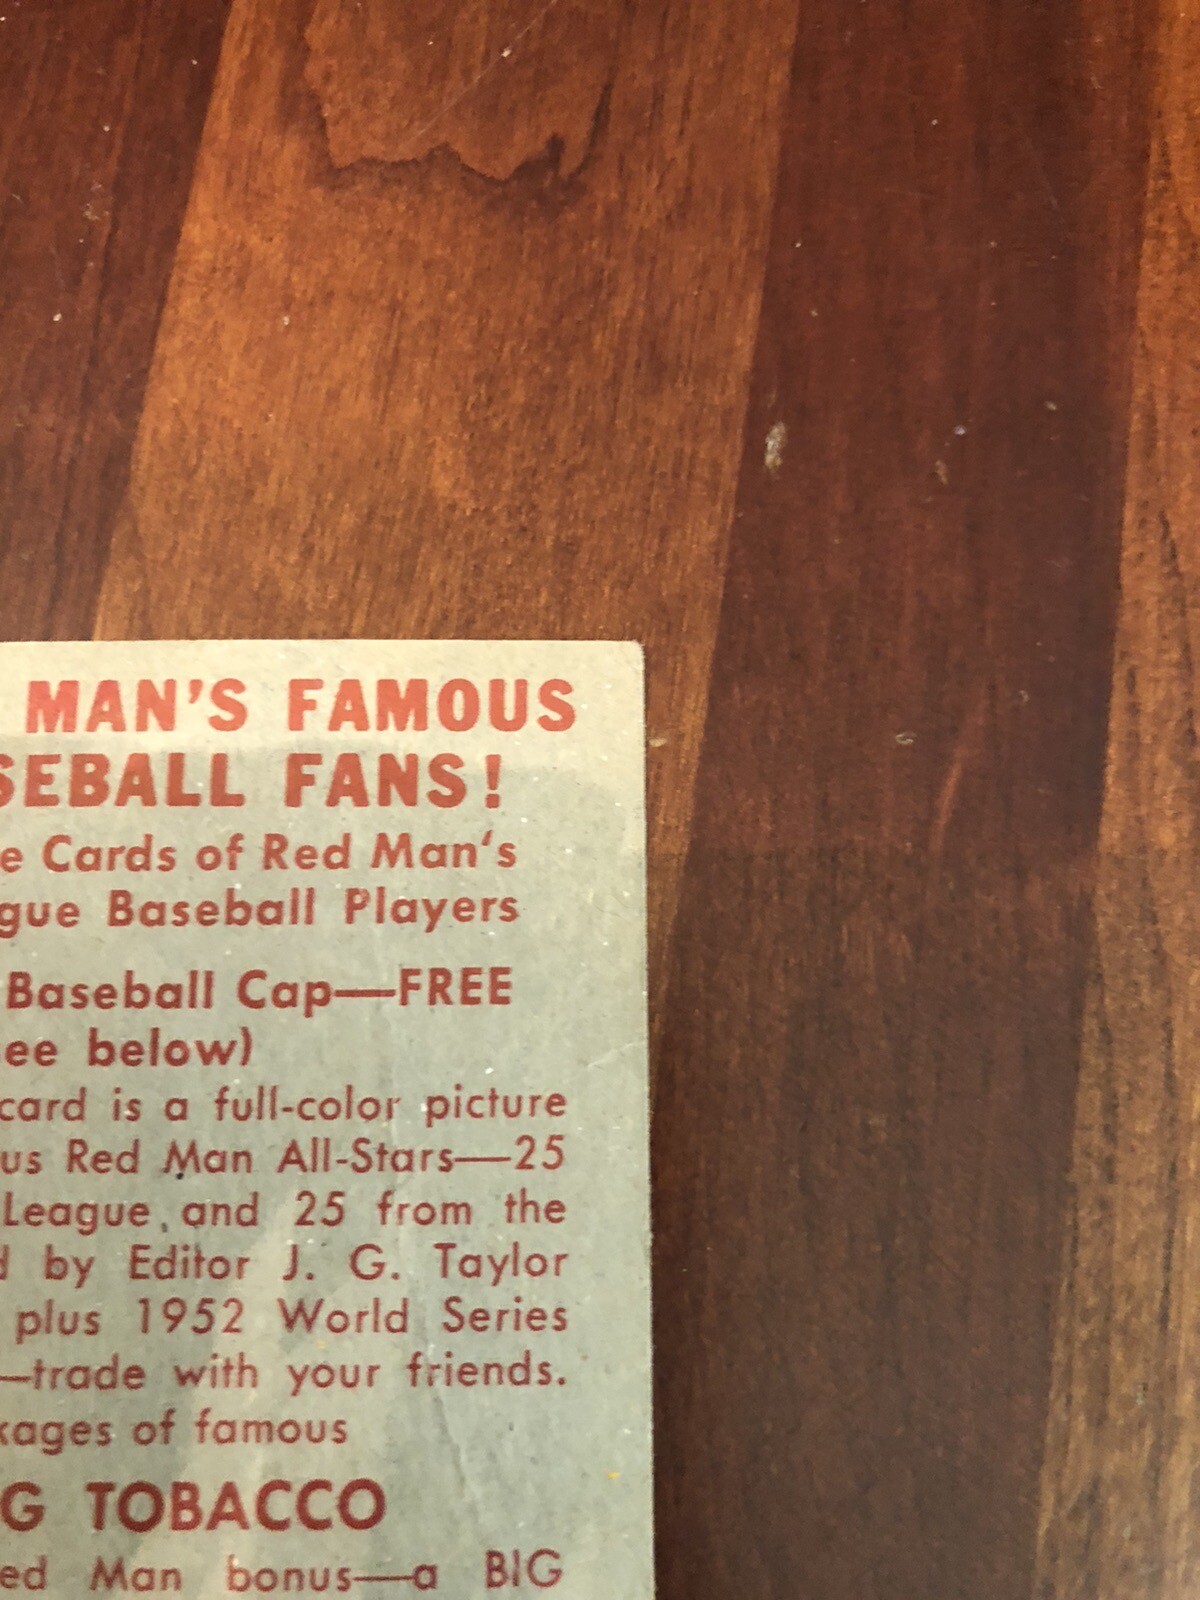 MAN'S FAMOUS
SEBALL FANS!
e Cards of Red Man's
gue Baseball Players
Baseball Cap—FREE
ee below)
card is a full-color picture
us Red Man All-Stars—25
League, and 25 from the
d by Editor J. G. Taylor
plus 1952 World Series
—trade with your friends.
kages of famous
G TOBACCO
ed Man bonus—a BIG